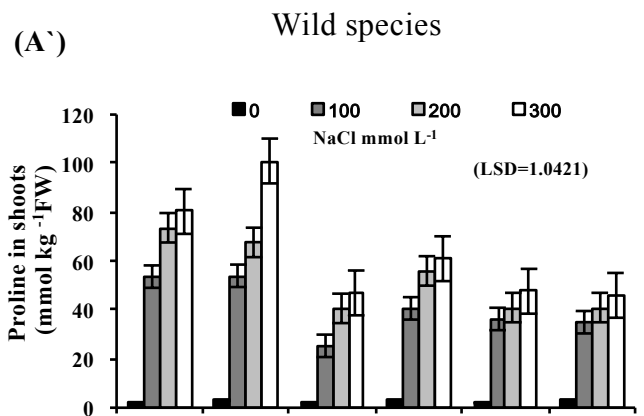 Wild species
(A`)
0 100 200 300
NaCl mmol L-1
(LSD=1.0421)
Proline in shoots
(mmol kg -1FW)
120
100
80
60
40
20
0